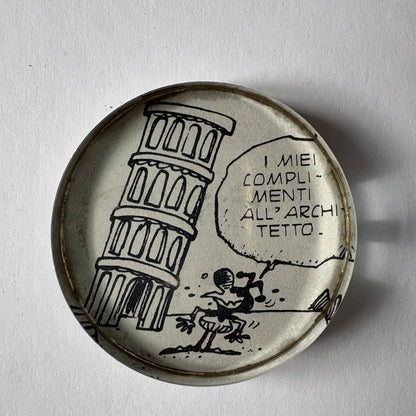 I MIEI
COMPLI-
MENTI
ALL'ARCHI-
TETTO.